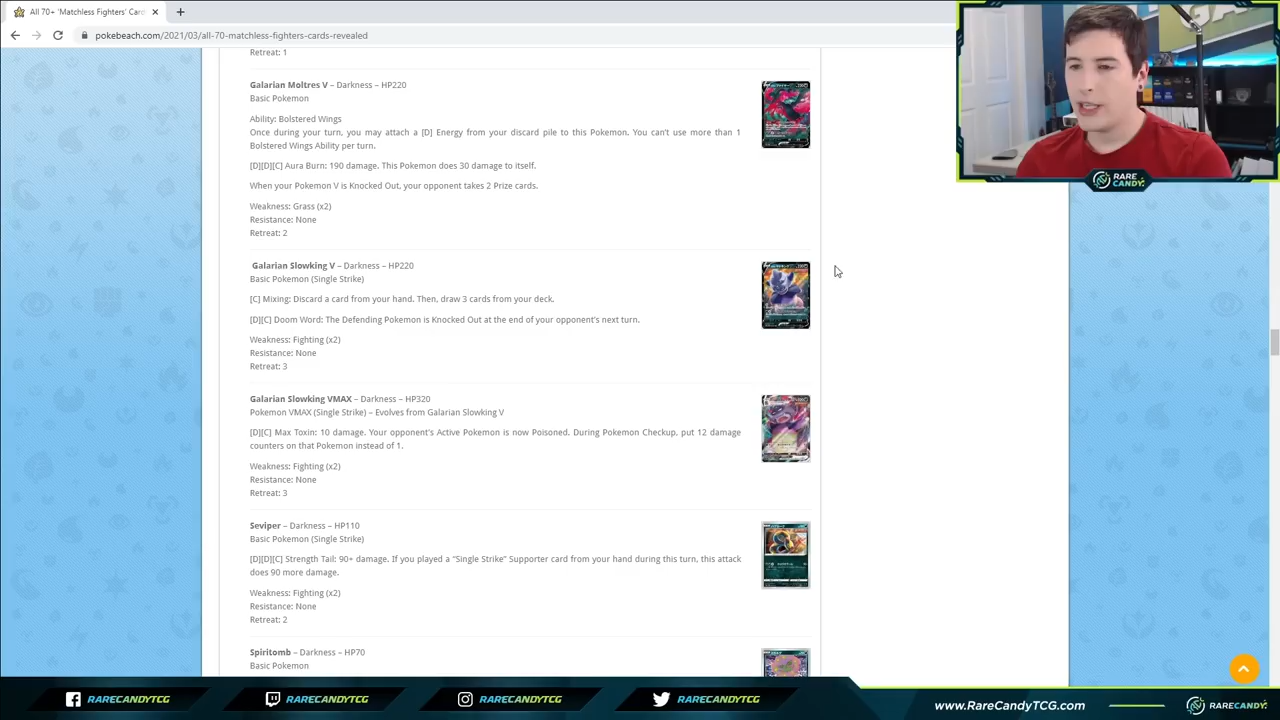 All 70+ 'Matchless Fighters' Car
pokebeach.com/2021/03/all-70-matchless-fighters-cards-revealed
Retreat: 1
Galarian Moltres V – Darkness – HP220
Basic Pokemon
Ability: Bolstered Wings
Once during your turn, you may attach a [D] Energy from your discard pile to this Pokemon. You can't use more than 1
Bolstered Wings Ability per turn.
[D][D][C] Aura Burn: 190 damage. This Pokemon does 30 damage to itself.
When your Pokemon V is Knocked Out, your opponent takes 2 Prize cards.
Weakness: Grass (x2)
Resistance: None
Retreat: 2
Galarian Slowking V – Darkness – HP220
Basic Pokemon (Single Strike)
[C] Mixing: Discard a card from your hand. Then, draw 3 cards from your deck.
[D][C] Doom Word: The Defending Pokemon is Knocked Out at the end of your opponent's next turn.
Weakness: Fighting (x2)
Resistance: None
Retreat: 3
Galarian Slowking VMAX – Darkness – HP320
Pokemon VMAX (Single Strike) – Evolves from Galarian Slowking V
[D][C] Max Toxin: 10 damage. Your opponent's Active Pokemon is now Poisoned. During Pokemon Checkup, put 12 damage
counters on that Pokemon instead of 1.
Weakness: Fighting (x2)
Resistance: None
Retreat: 3
Seviper – Darkness – HP110
Basic Pokemon (Single Strike)
[D][D][C] Strength Tail: 90+ damage. If you played a “Single Strike” Supporter card from your hand during this turn, this attack
does 90 more damage.
Weakness: Fighting (x2)
Resistance: None
Retreat: 2
Spiritomb – Darkness – HP70
Basic Pokemon
RARE
CANDY.
RARECANDYTCG
RARECANDYTCG
RARECANDYTCG
RARECANDYTCG
www.RareCandyTCG.com
RARECANDY.